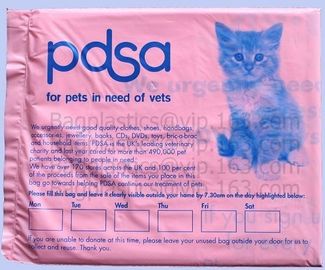 pdsa
for pets in need of vets
We urgently need good quality clothes, shoes, handbags,
accessories, jewellery, books, CDs, DVDs, toys, bric-a-brac
and household items. PDSA is the UK's leading veterinary
charity and last year cared for more than 490,000 pet
patients belonging to people in need.
We have over 170 stores across the UK and 100 per cent
of the proceeds from the sale of the items you place in this
bag go towards helping PDSA continue our treatment of pets.
Please fill this bag and leave it clearly visible outside your home by 7.30am on the day highlighted below:
Mon Tues Wed Thu Fri Sat
If you are unable to donate at this time, please leave your unused bag outside your door for us to
collect and reuse. Thank you.